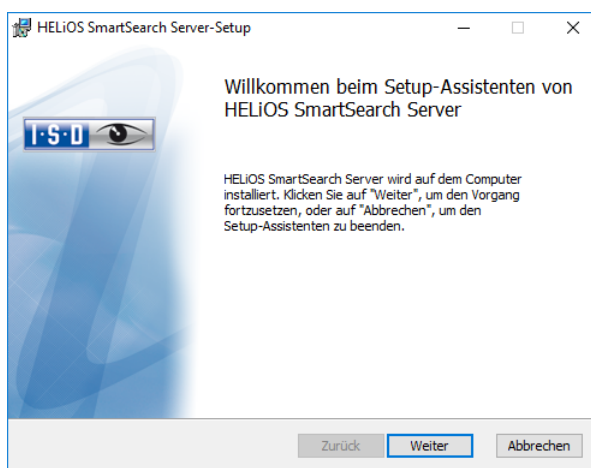 HELiOS SmartSearch Server-Setup
Willkommen beim Setup-Assistenten von
HELiOS SmartSearch Server
I·S·D
HELiOS SmartSearch Server wird auf dem Computer
installiert. Klicken Sie auf "Weiter", um den Vorgang
fortzusetzen, oder auf "Abbrechen", um den
Setup-Assistenten zu beenden.
Zurück Weiter Abbrechen